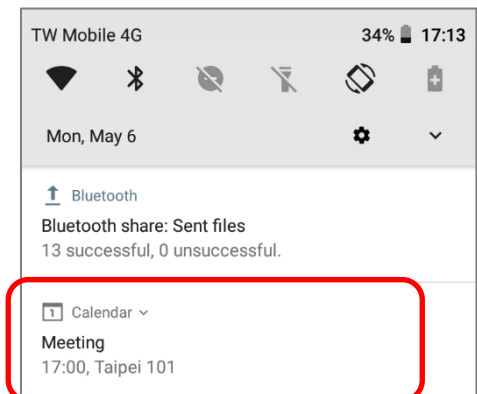 TW Mobile 4G 34% 17:13
Mon, May 6
Bluetooth
Bluetooth share: Sent files
13 successful, 0 unsuccessful.
1 Calendar
Meeting
17:00, Taipei 101